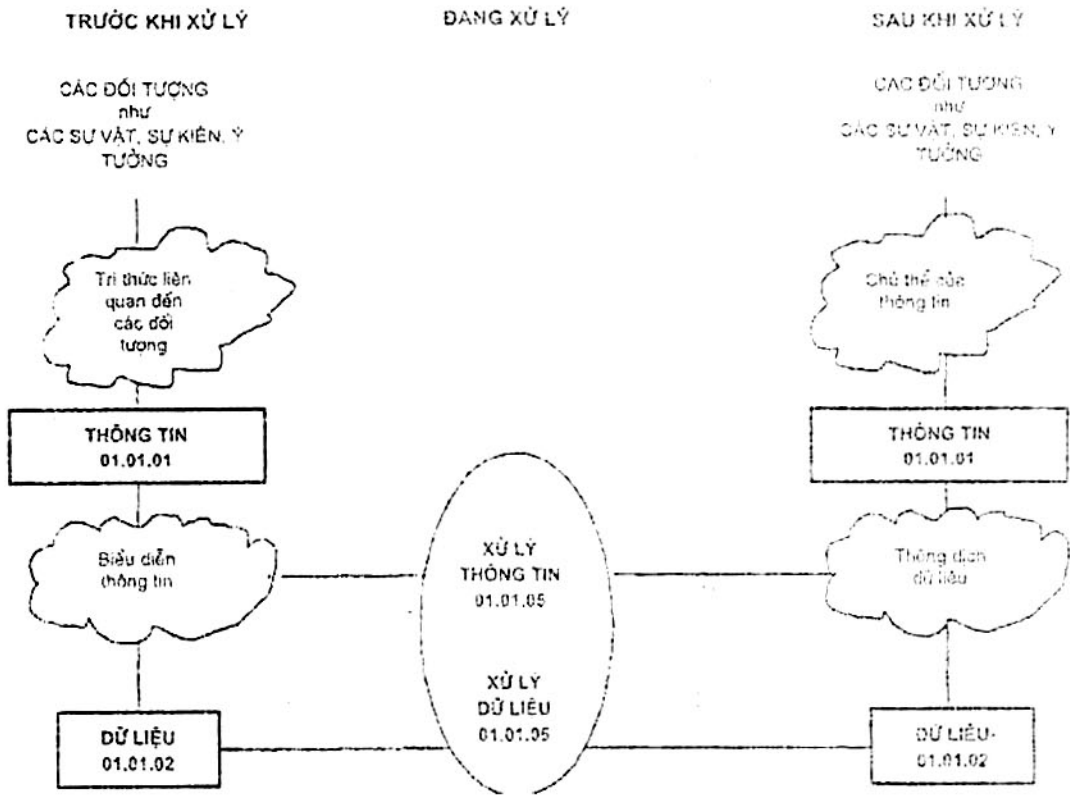 TRƯỚC KHI XỬ LÝ
ĐANG XỬ LÝ
SAU KHI XỬ LÝ
CÁC ĐỐI TƯỢNG
như
CÁC SỰ VẬT, SỰ KIÊN, Ý
TƯỞNG
CÁC ĐỐI TƯỢNG
như
CÁC SỰ VẬT, SỰ KIÊN, Ý
TƯỞNG
Tri thức liên
quan đến
các đối
tượng
Chủ thể của
thông tin
THÔNG TIN
01.01.01
THÔNG TIN
01.01.01
Biểu diễn
thông tin
XỬ LÝ
THÔNG TIN
01.01.05
Thông dịch
dữ liệu
XỬ LÝ
DỮ LIỆU
01.01.05
DỮ LIỆU
01.01.02
DỮ LIỆU
01.01.02